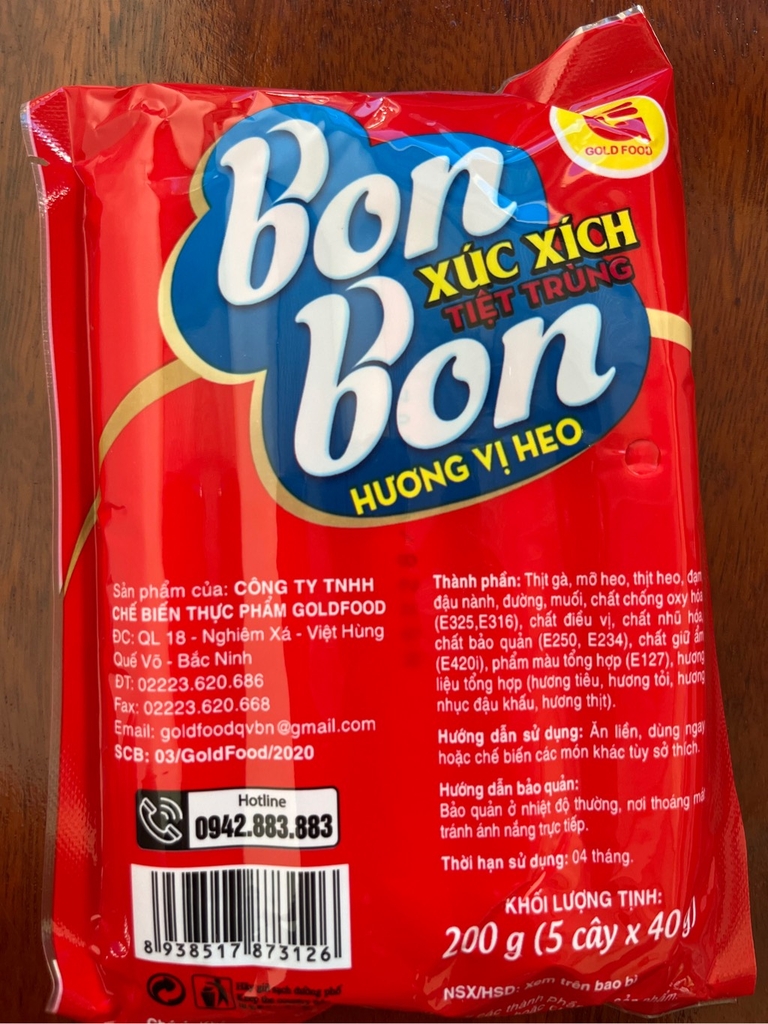 GOLD FOOD
Bon
Bon
XÚC XÍCH
TIỆT TRÙNG
HƯƠNG VỊ HEO
Sản phẩm của: CÔNG TY TNHH
CHẾ BIẾN THỰC PHẨM GOLDFOOD
ĐC: QL 18 - Nghiêm Xá - Việt Hùng
Quế Võ - Bắc Ninh
ĐT: 02223.620.686
Fax: 02223.620.668
Email: goldfoodqvbn@gmail.com
SCB: 03/GoldFood/2020
Hotline
0942.883.883
8 938517 873126
Thành phần: Thịt gà, mỡ heo, thịt heo, đạm
đậu nành, đường, muối, chất chống oxy hóa
(E325,E316), chất điều vị, chất nhũ hóa,
chất bảo quản (E250, E234), chất giữ ẩm
(E420i), phẩm màu tổng hợp (E127), hương
liệu tổng hợp (hương tiêu, hương tỏi, hương
nhục đậu khấu, hương thịt).
Hướng dẫn sử dụng: Ăn liền, dùng ngay
hoặc chế biến các món khác tùy sở thích.
Hướng dẫn bảo quản:
Bảo quản ở nhiệt độ thường, nơi thoáng mát
tránh ánh nắng trực tiếp.
Thời hạn sử dụng: 04 tháng.
KHỐI LƯỢNG TỊNH:
200 g (5 cây x 40 g)
NSX/HSD: xem trên bao bì